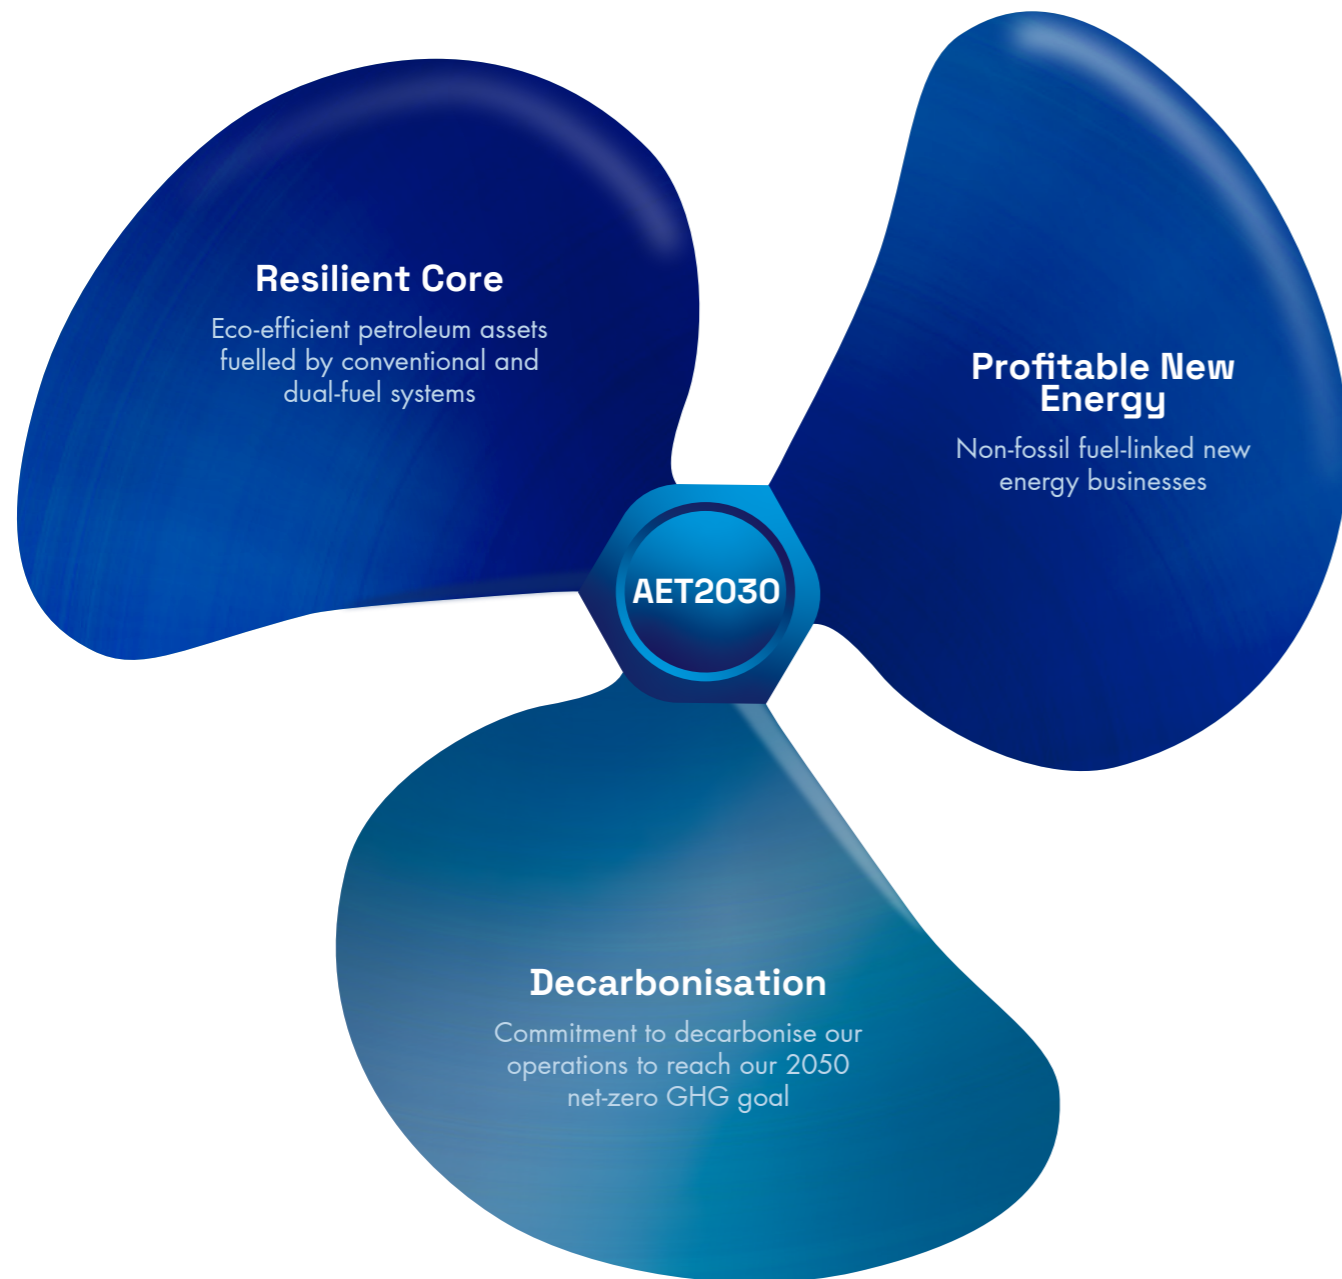 Resilient Core
Eco-efficient petroleum assets
fuelled by conventional and
dual-fuel systems
Profitable New
Energy
Non-fossil fuel-linked new
energy businesses
AET2030
Decarbonisation
Commitment to decarbonise our
operations to reach our 2050
net-zero GHG goal